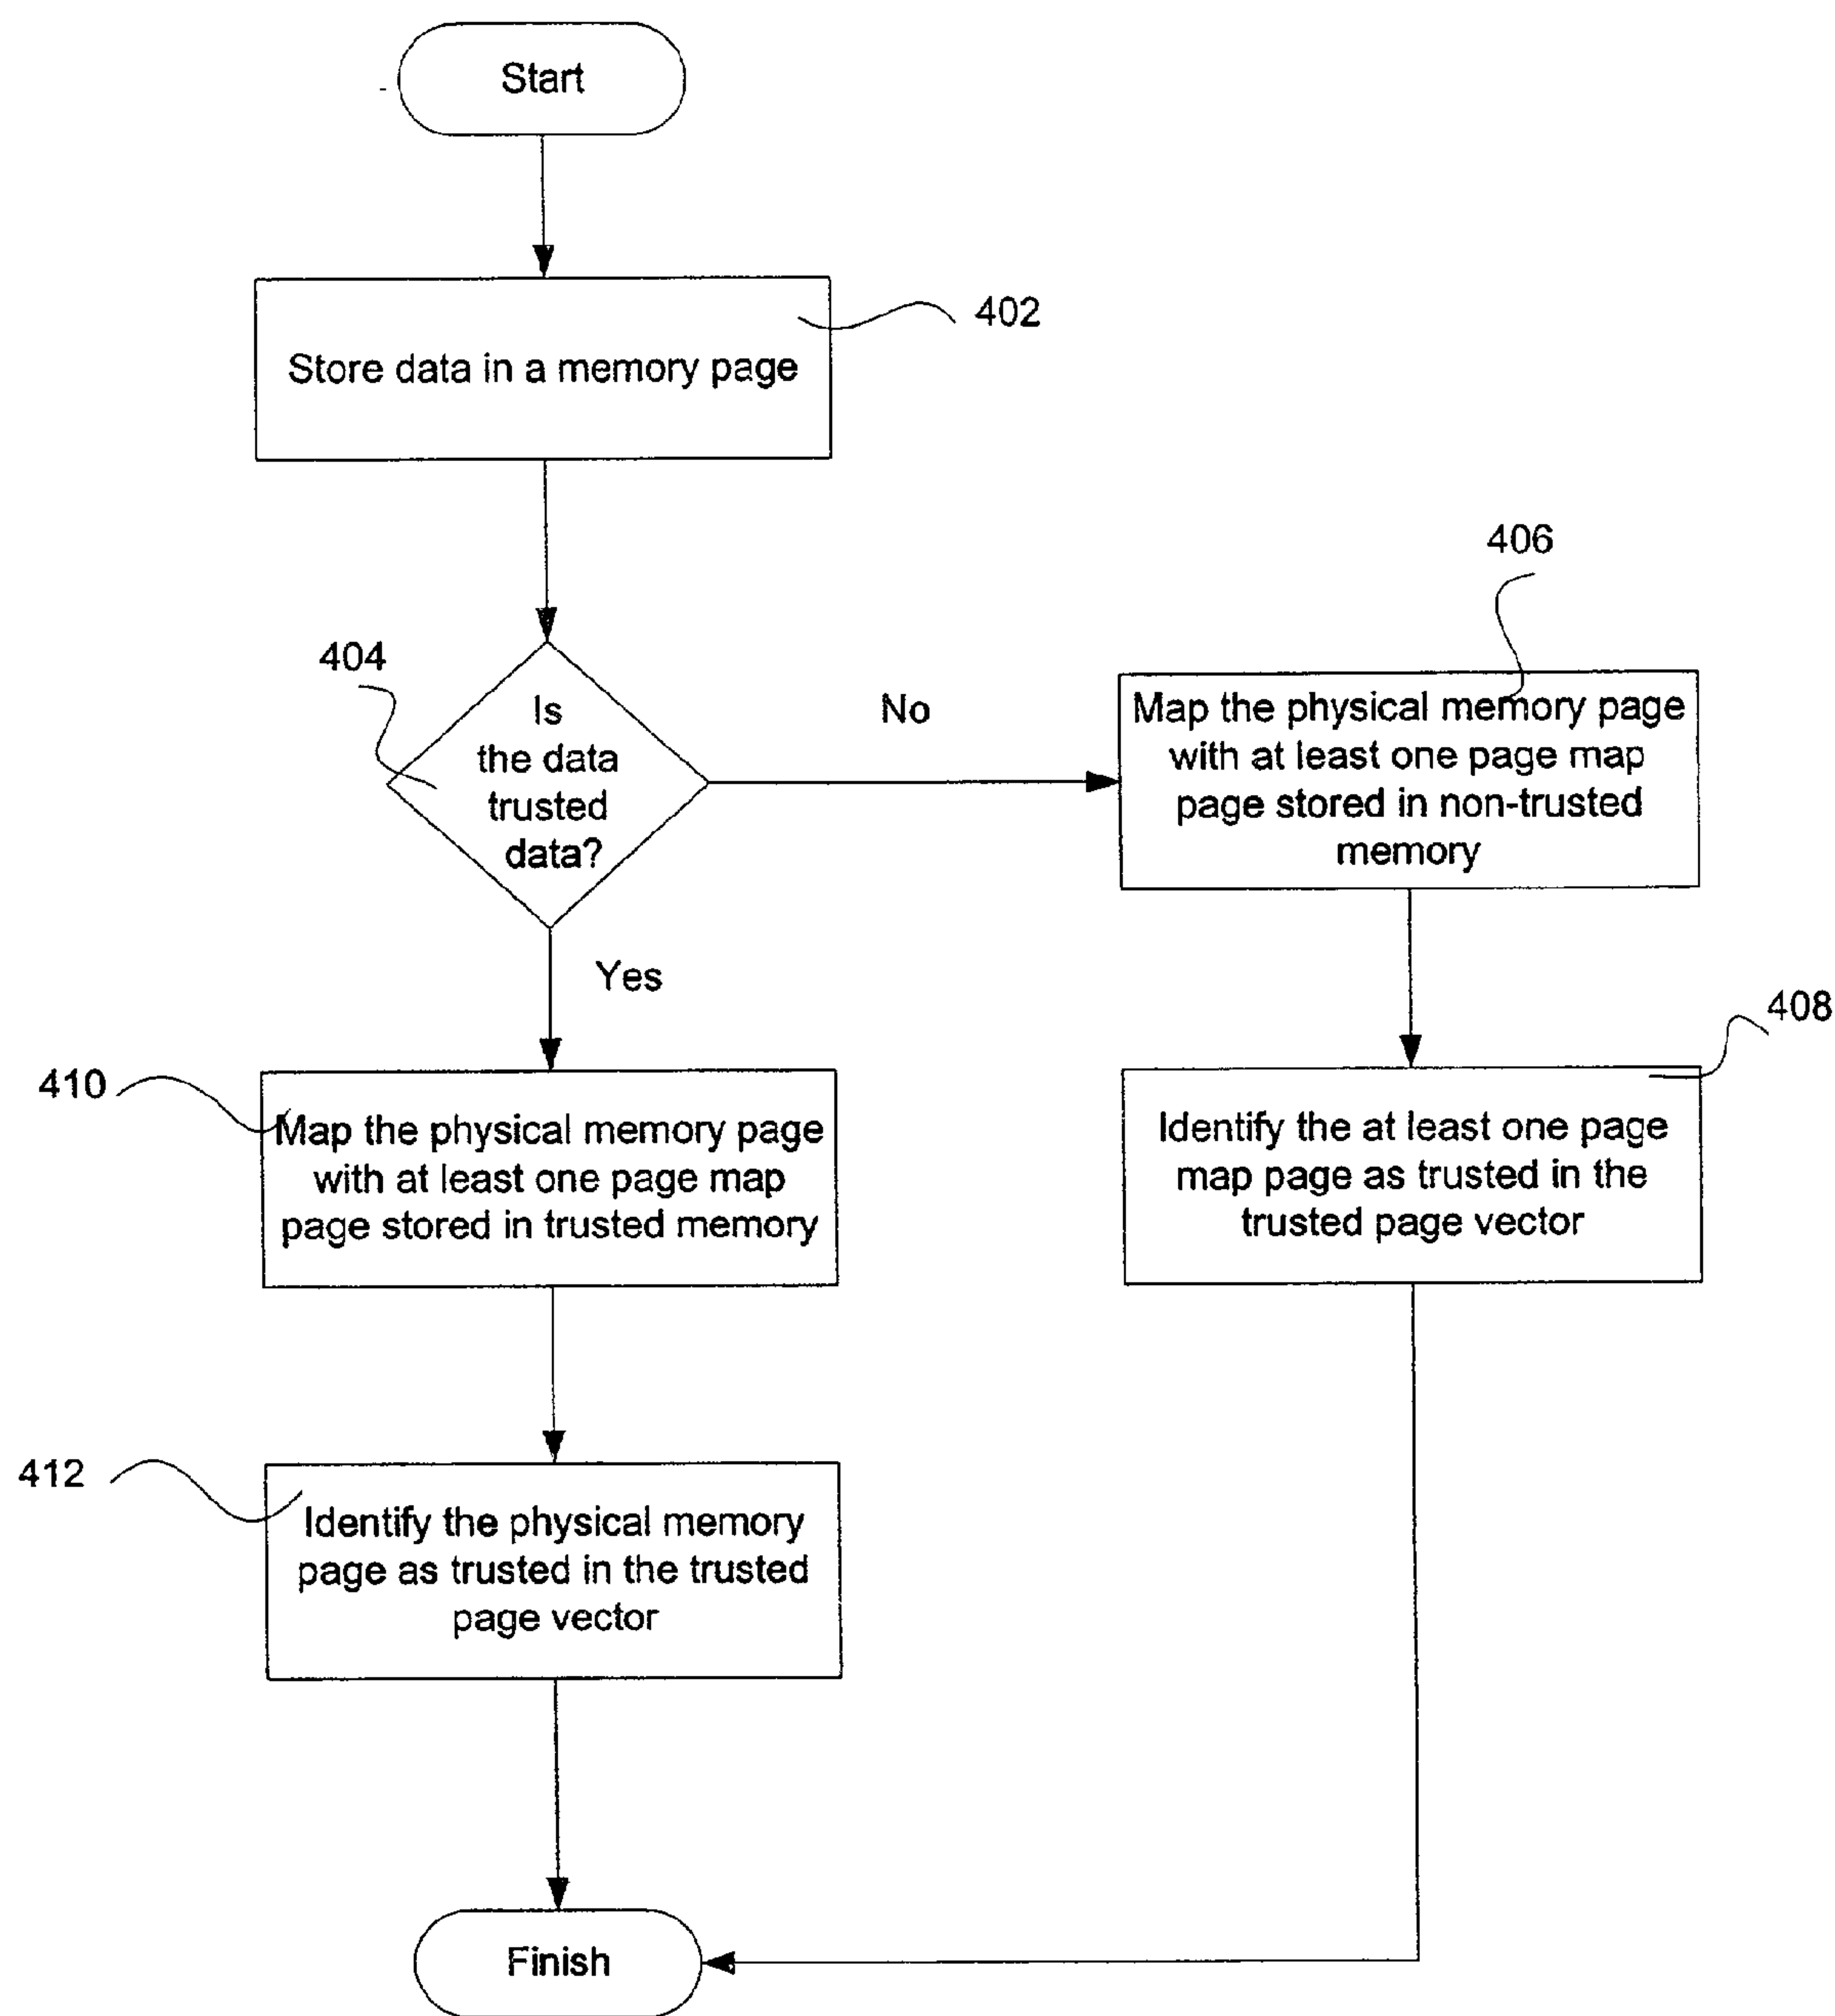 Start
402
Store data in a memory page
406
404
Is
the data
trusted
data?
No
Map the physical memory page
with at least one page map
page stored in non-trusted
memory
Yes
408
410
Map the physical memory page
with at least one page map
page stored in trusted memory
Identify the at least one page
map page as trusted in the
trusted page vector
412
Identify the physical memory
page as trusted in the trusted
page vector
Finish